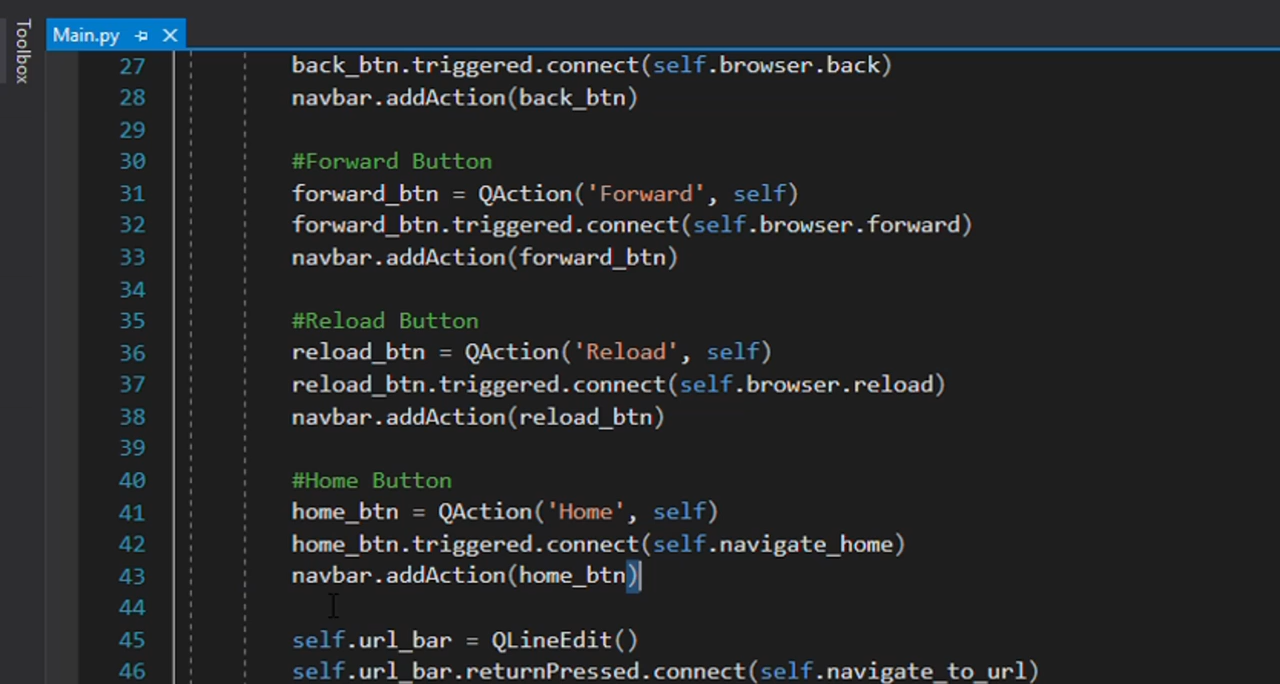 Toolbox
Main.py
27 back_btn.triggered.connect(self.browser.back)
28 navbar.addAction(back_btn)
29
30 #Forward Button
31 forward_btn = QAction('Forward', self)
32 forward_btn.triggered.connect(self.browser.forward)
33 navbar.addAction(forward_btn)
34
35 #Reload Button
36 reload_btn = QAction('Reload', self)
37 reload_btn.triggered.connect(self.browser.reload)
38 navbar.addAction(reload_btn)
39
40 #Home Button
41 home_btn = QAction('Home', self)
42 home_btn.triggered.connect(self.navigate_home)
43 navbar.addAction(home_btn)
44
45 self.url_bar = QLineEdit()
46 self.url_bar.returnPressed.connect(self.navigate_to_url)